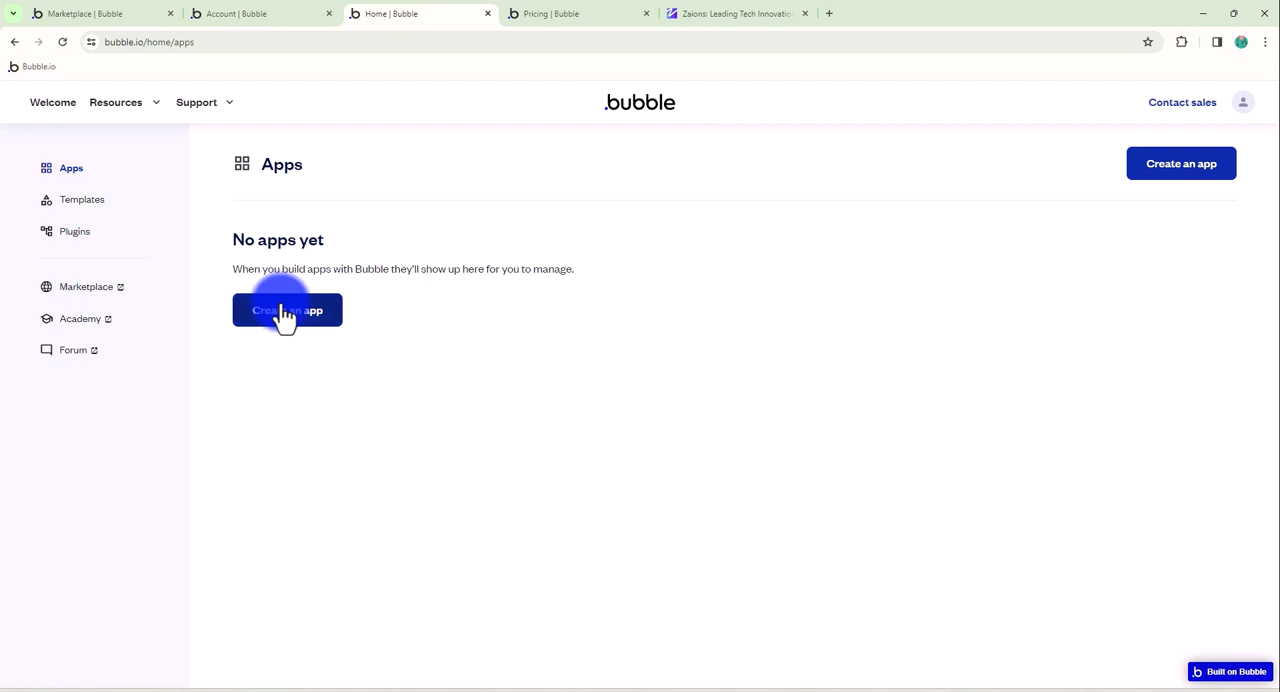 Marketplace | Bubble
Account | Bubble
Home | Bubble
Pricing | Bubble
Zaions: Leading Tech Innovatio
bubble.io/home/apps
Bubble.io
Welcome
Resources
Support
.bubble
Contact sales
Apps
Templates
Plugins
Marketplace
Academy
Forum
Apps
Create an app
No apps yet
When you build apps with Bubble they'll show up here for you to manage.
Create an app
Built on Bubble